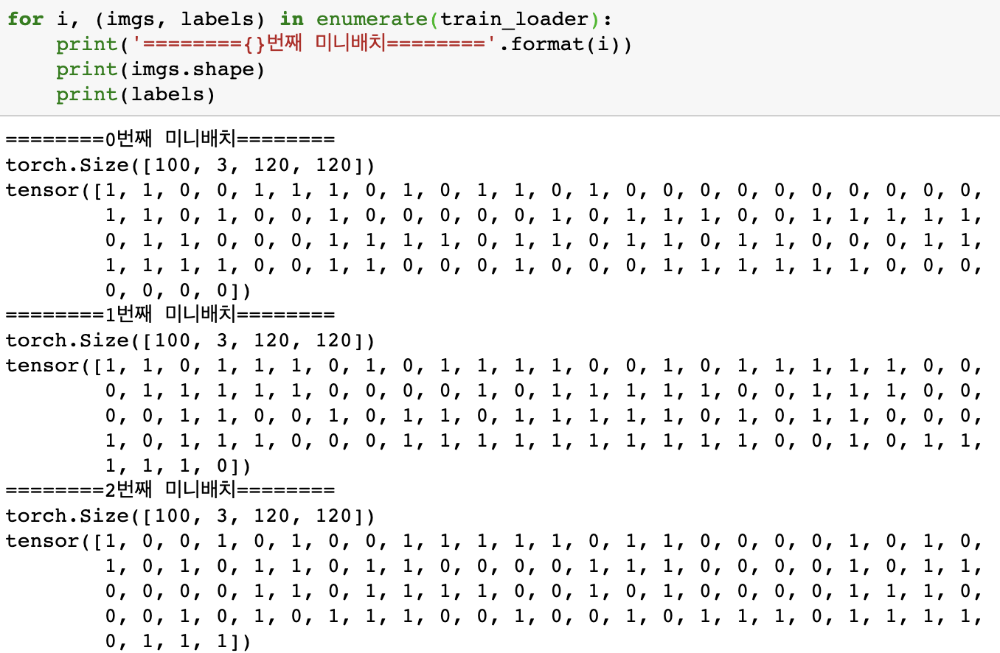 for i, (imgs, labels) in enumerate(train_loader):
    print('========{}번째 미니배치========'.format(i))
    print(imgs.shape)
    print(labels)
========0번째 미니배치========
torch.Size([100, 3, 120, 120])
tensor([1, 1, 0, 0, 1, 1, 1, 0, 1, 0, 1, 1, 0, 1, 0, 0, 0, 0, 0, 0, 0, 0, 0, 0,
        1, 1, 0, 1, 0, 0, 1, 0, 0, 0, 0, 0, 1, 0, 1, 1, 1, 0, 0, 1, 1, 1, 1, 1,
        0, 1, 1, 0, 0, 0, 1, 1, 1, 1, 0, 1, 1, 0, 1, 1, 0, 1, 1, 0, 0, 0, 1, 1,
        1, 1, 1, 1, 0, 0, 1, 1, 0, 0, 0, 1, 0, 0, 0, 1, 1, 1, 1, 1, 1, 0, 0, 0,
        0, 0, 0, 0])
========1번째 미니배치========
torch.Size([100, 3, 120, 120])
tensor([1, 1, 0, 1, 1, 1, 0, 1, 0, 1, 1, 1, 1, 0, 0, 1, 0, 1, 1, 1, 1, 1, 0, 0,
        0, 1, 1, 1, 1, 1, 0, 0, 0, 0, 1, 0, 1, 1, 1, 1, 1, 0, 0, 1, 1, 1, 0, 0,
        0, 0, 1, 1, 0, 0, 1, 0, 1, 1, 0, 1, 1, 1, 1, 1, 0, 1, 0, 1, 1, 0, 0, 0,
        1, 0, 1, 1, 1, 0, 0, 0, 1, 1, 1, 1, 1, 1, 1, 1, 1, 1, 0, 0, 1, 0, 1, 1,
        1, 1, 1, 0])
========2번째 미니배치========
torch.Size([100, 3, 120, 120])
tensor([1, 0, 0, 1, 0, 1, 0, 0, 1, 1, 1, 1, 1, 0, 1, 1, 0, 0, 0, 0, 1, 0, 1, 0,
        1, 0, 1, 0, 1, 1, 0, 1, 1, 0, 0, 0, 0, 1, 1, 1, 0, 0, 0, 0, 1, 0, 1, 1,
        0, 0, 0, 0, 1, 1, 0, 1, 1, 1, 1, 0, 0, 1, 0, 1, 0, 0, 0, 0, 1, 1, 1, 0,
        0, 0, 1, 0, 1, 0, 1, 1, 1, 0, 0, 1, 0, 0, 1, 0, 1, 1, 1, 0, 1, 1, 1, 1,
        0, 1, 1, 1])